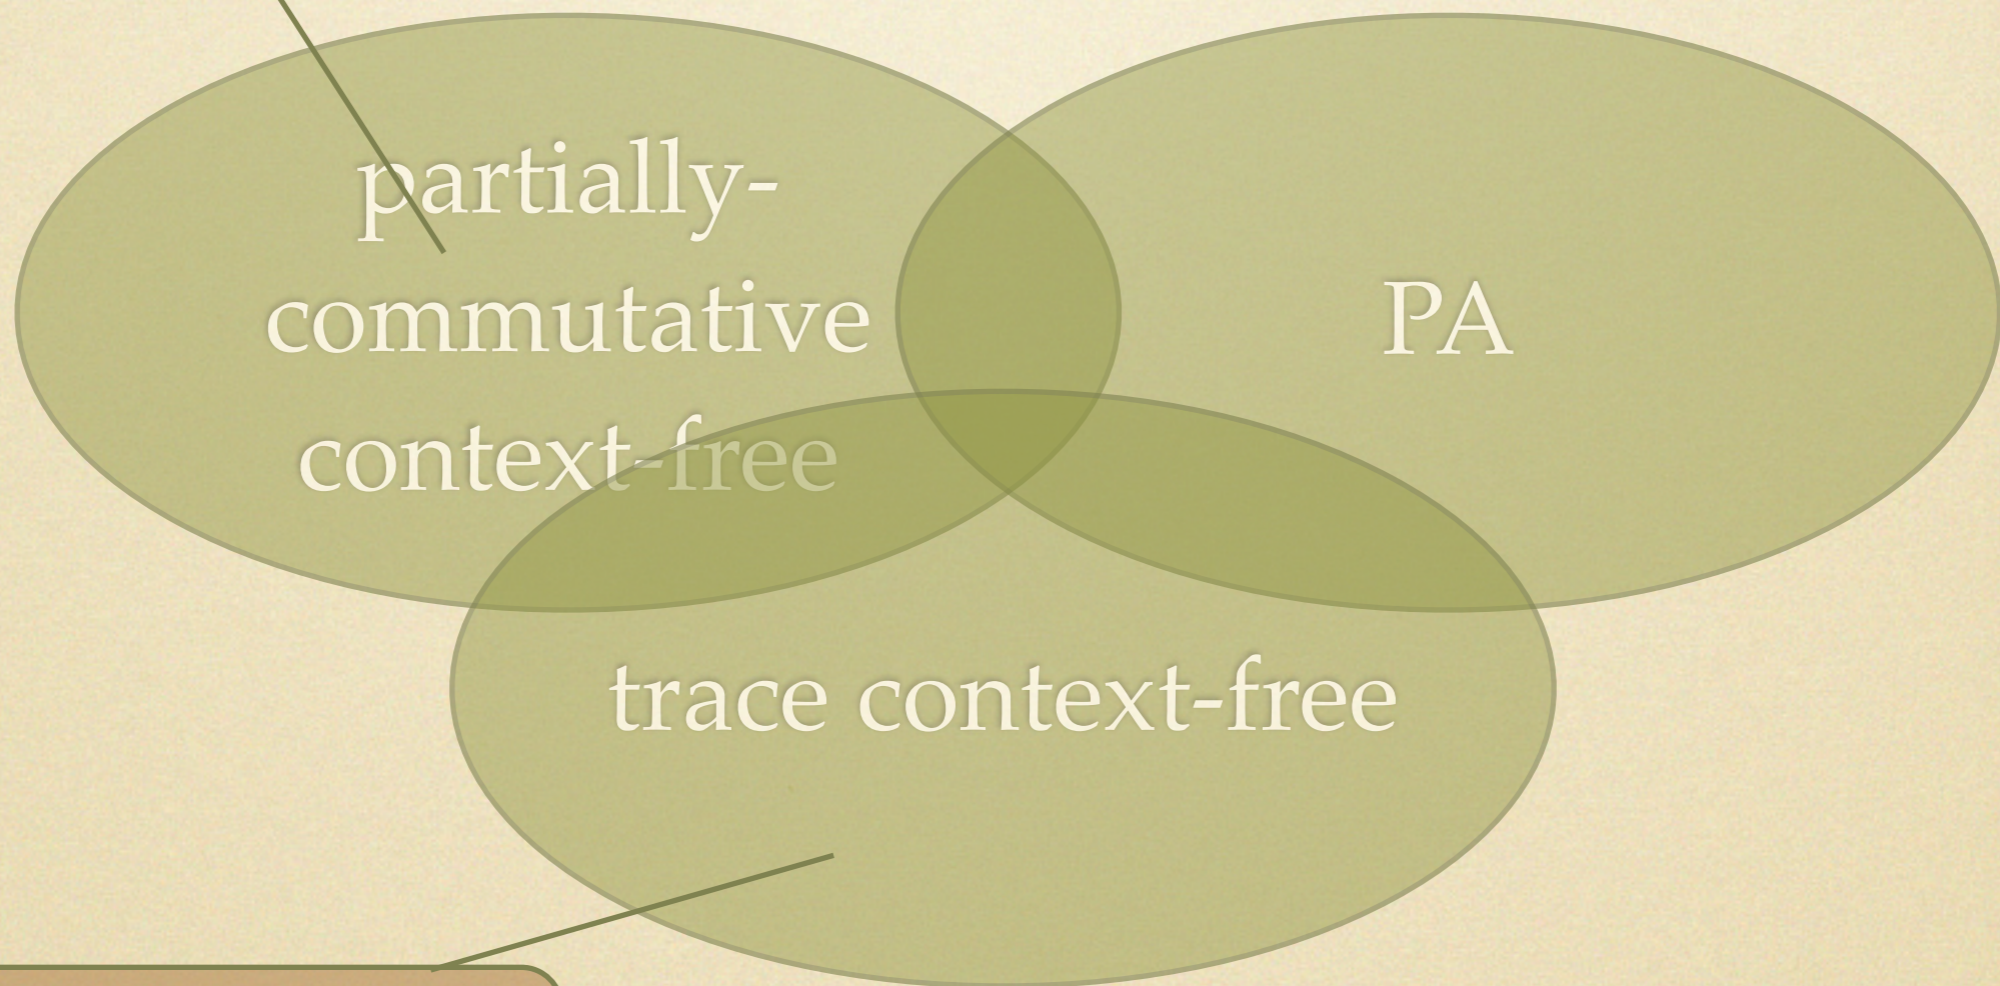 partially-
commutative
context-free
PA
trace context-free